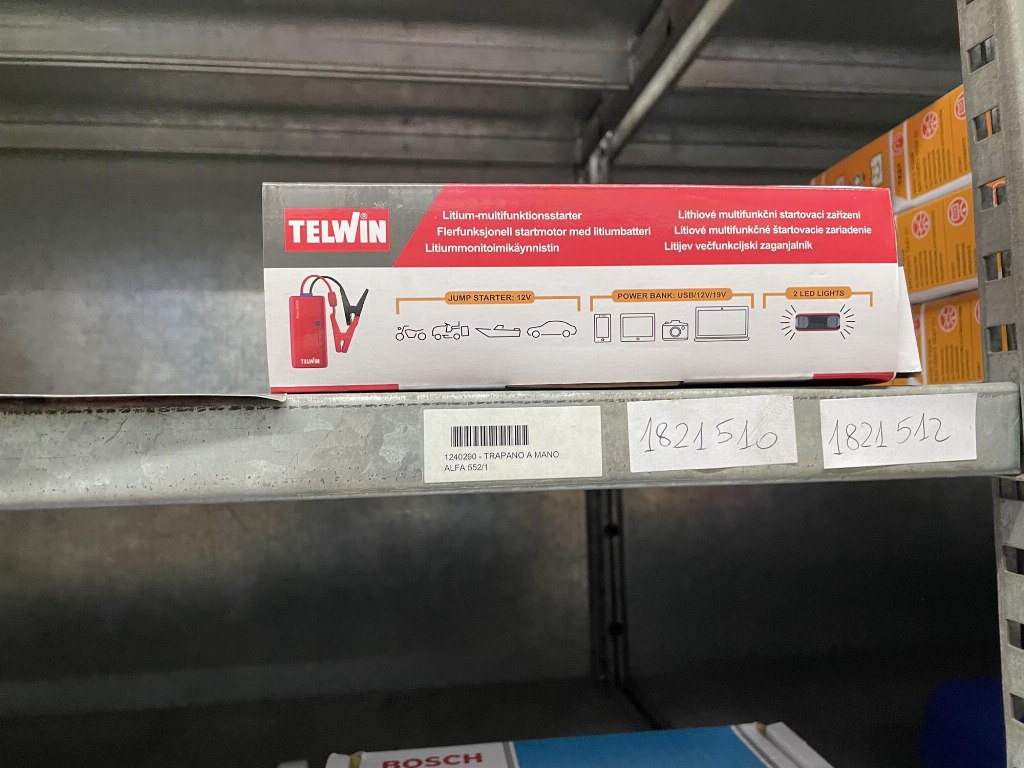 TELWIN®
Litium-multifunktionsstarter
Flerfunksjonell startmotor med litiumbatteri
Litiummonitoimikäynnistin
Lithiové multifunkční startovací zařízení
Litiové multifunkčné štartovacie zariadenie
Litijev večfunkcijski zaganjalnik
JUMP STARTER: 12V
POWER BANK: USB/12V/19V
2 LED LIGHTS
TELWIN
1240290 - TRAPANO A MANO
ALFA 552/1
1821510
1821512
BOSCH